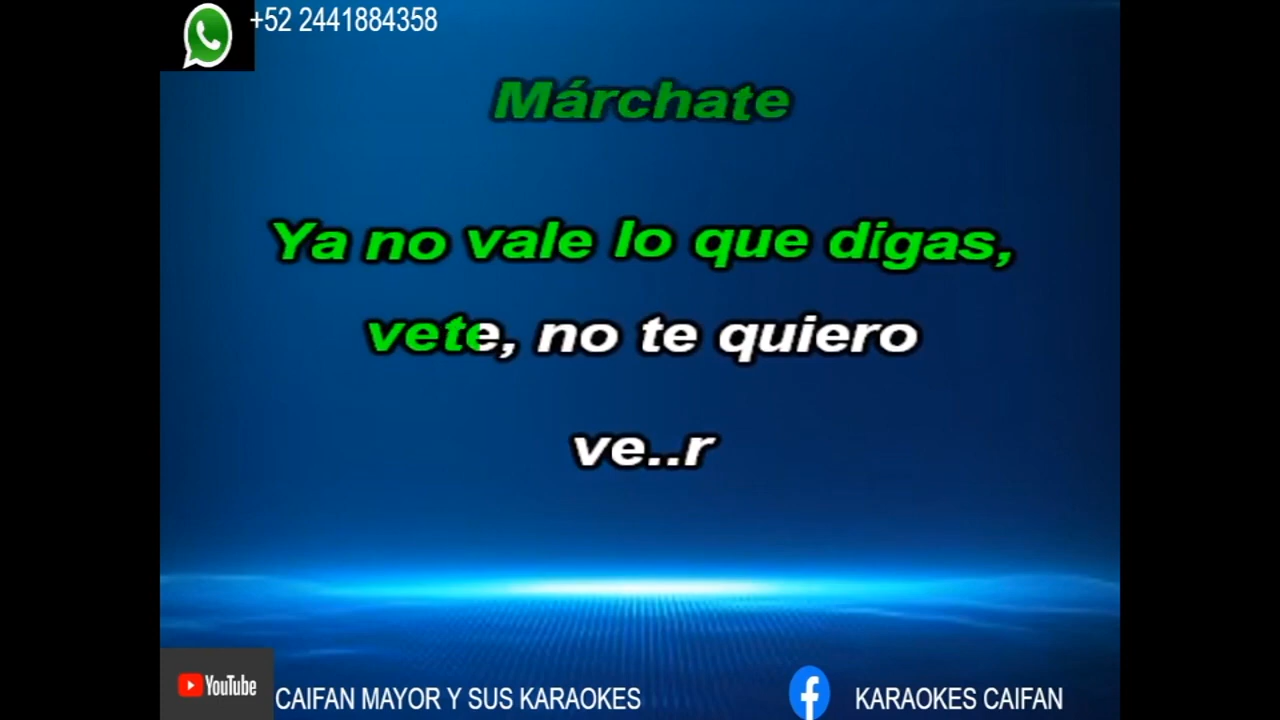 +52 2441884358
Márchate
Ya no vale lo que digas,
vete, no te quiero
ve..r
YouTube CAIFAN MAYOR Y SUS KARAOKES
KARAOKES CAIFAN